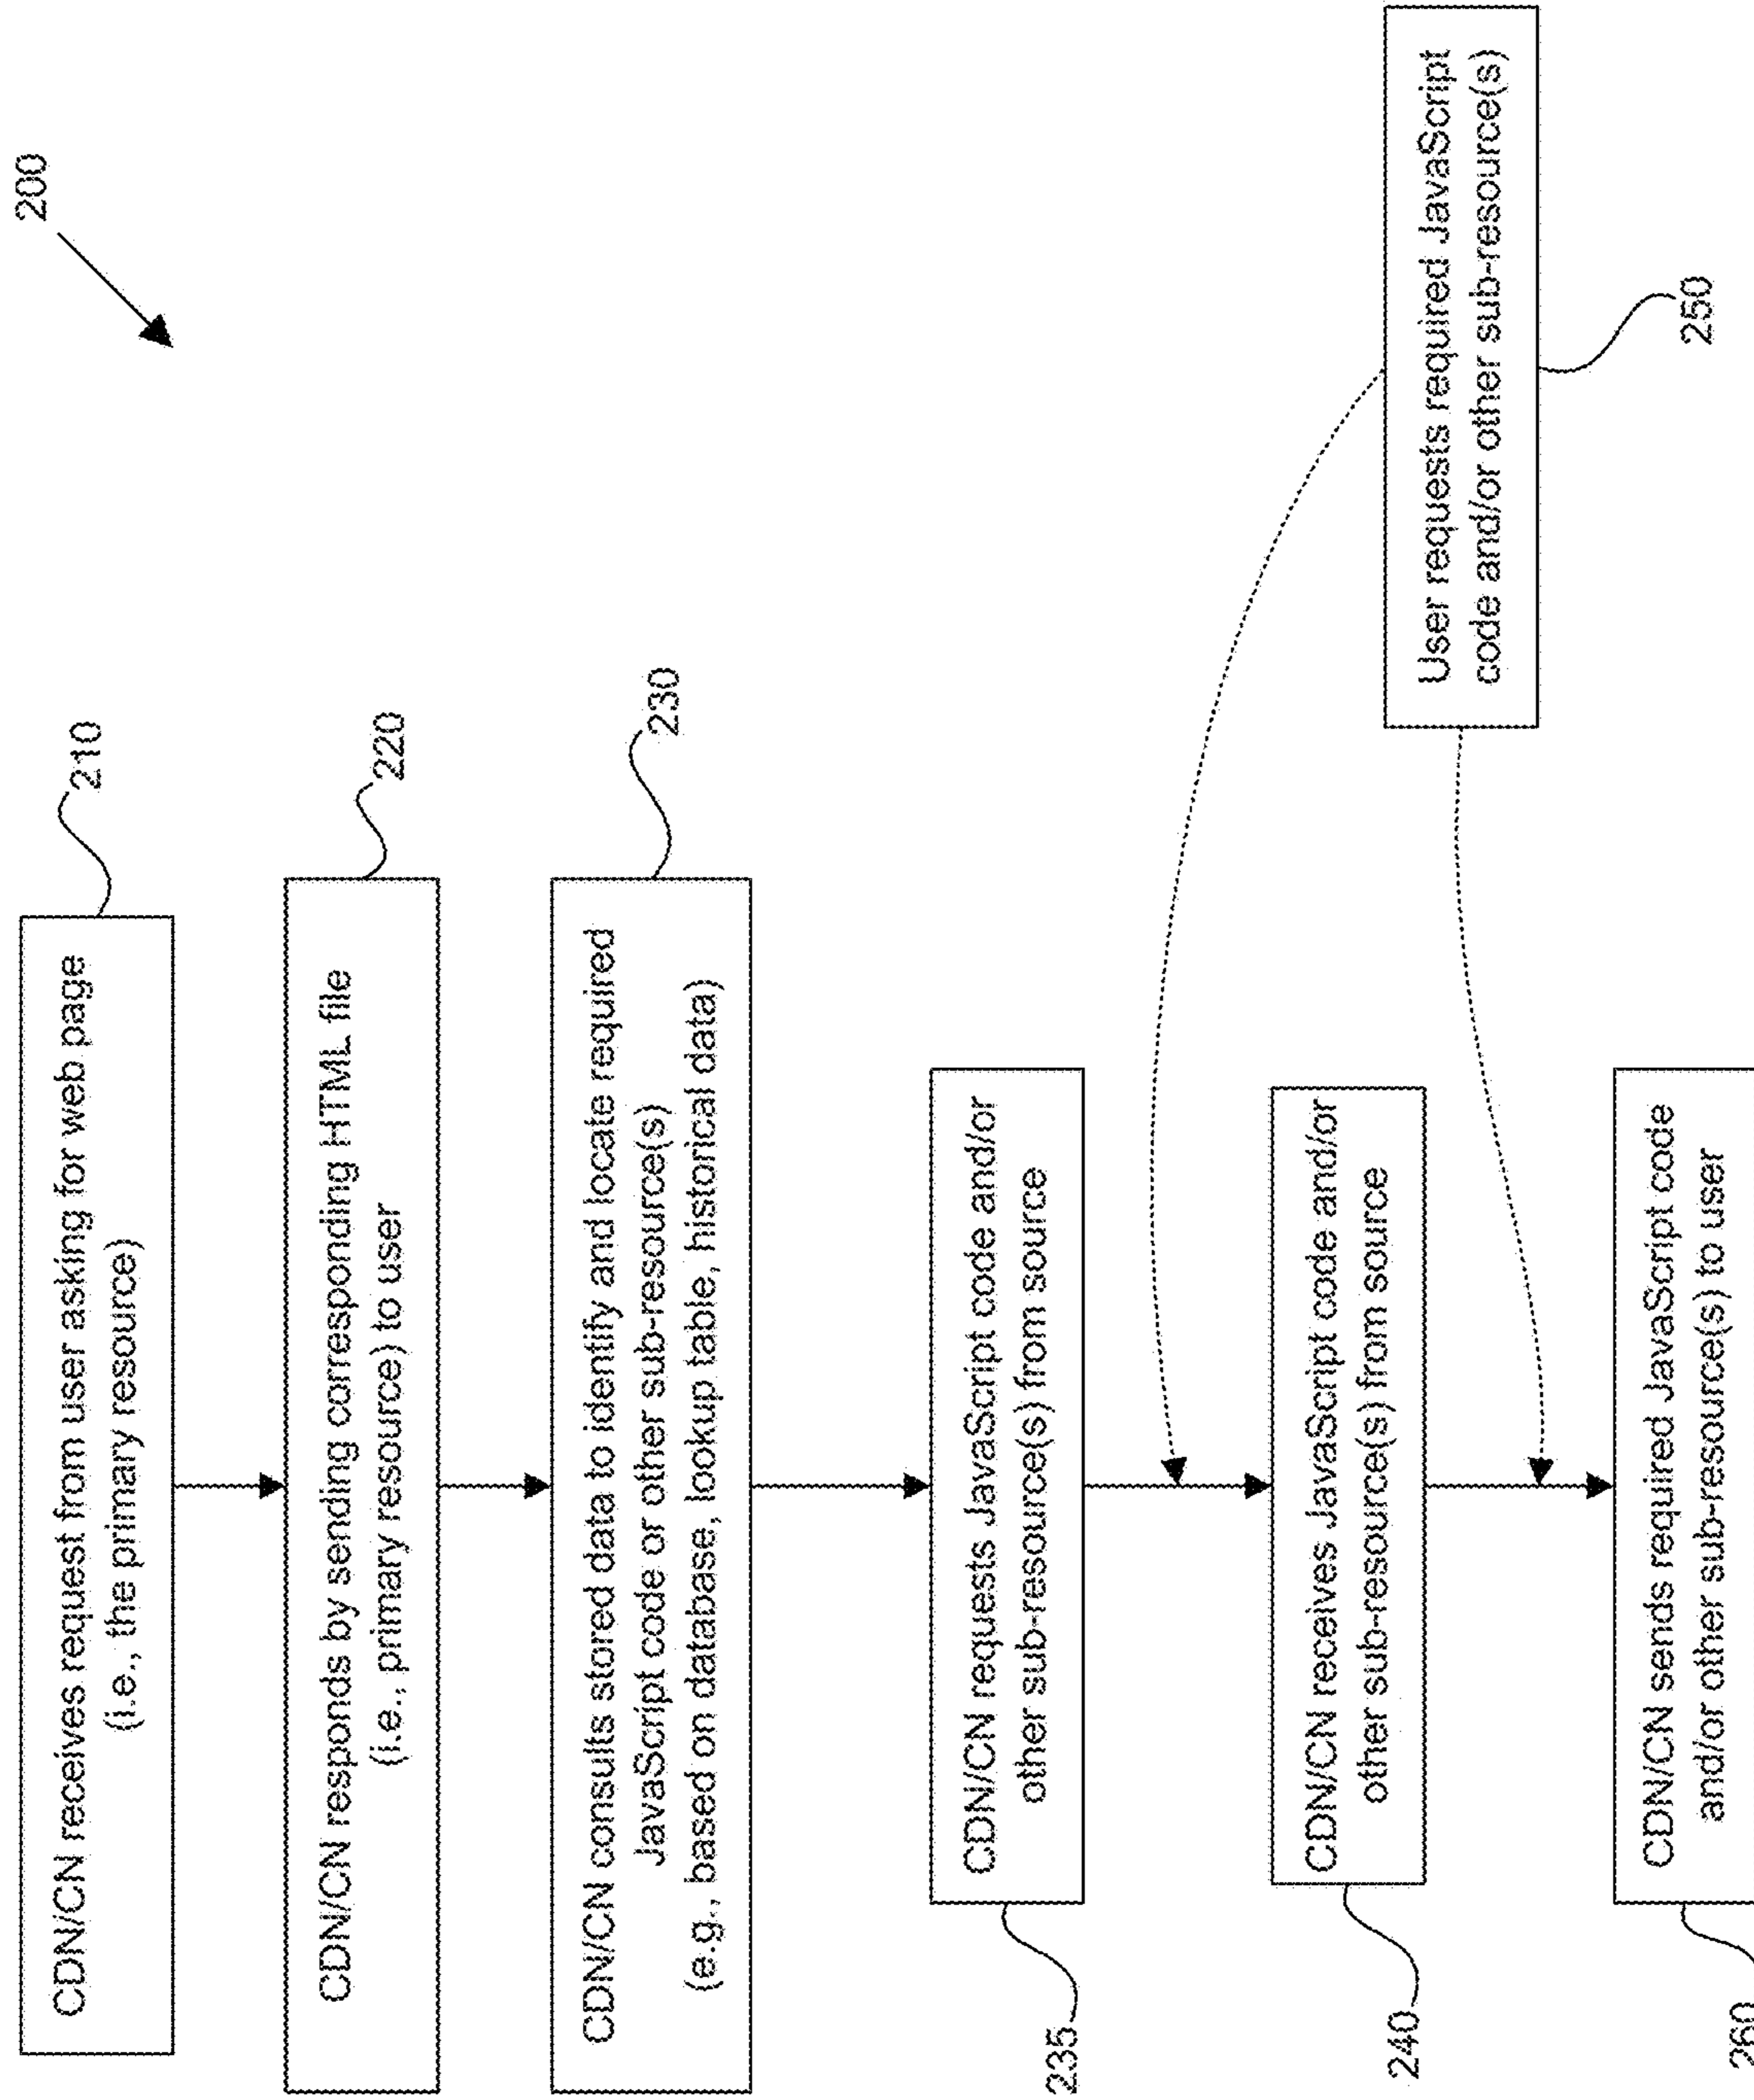 200
CDN/CN receives request from user asking for web page
(i.e., the primary resource)
210
CDN/CN responds by sending corresponding HTML file
(i.e., primary resource) to user
220
CDN/CN consults stored data to identify and locate required
JavaScript code or other sub-resource(s)
(e.g., based on database, lookup table, historical data)
230
CDN/CN requests JavaScript code and/or
other sub-resource(s) from source
235
CDN/CN receives JavaScript code and/or
other sub-resource(s) from source
240
User requests required JavaScript
code and/or other sub-resource(s)
250
CDN/CN sends required JavaScript code
and/or other sub-resource(s) to user
260